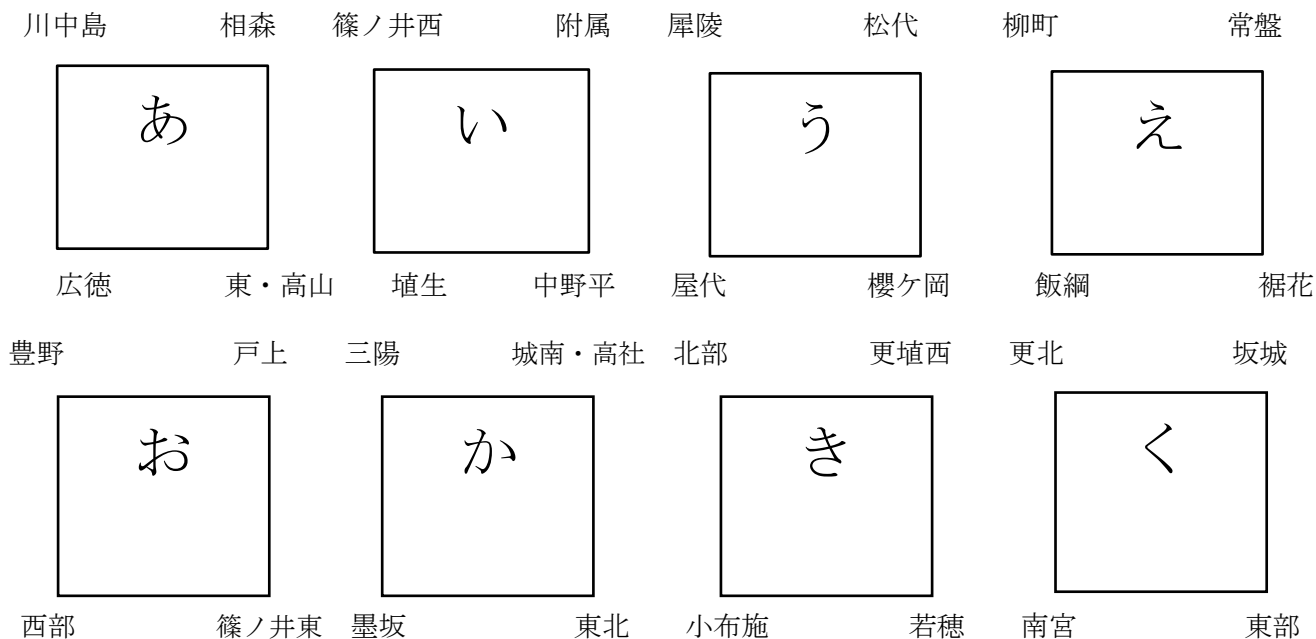 川中島 相森 篠ノ井西 附属 犀陵 松代 柳町 常盤
あ い う え
広徳 東・高山 埴生 中野平 屋代 櫻ケ岡 飯綱 裾花
豊野 戸上 三陽 城南・高社 北部 更埴西 更北 坂城
お か き く
西部 篠ノ井東 墨坂 東北 小布施 若穂 南宮 東部